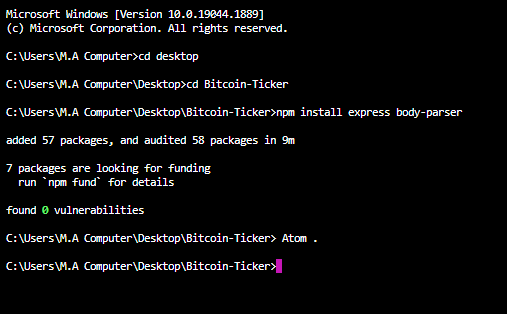 Microsoft Windows [Version 10.0.19044.1889]
(c) Microsoft Corporation. All rights reserved.
C:\Users\M.A Computer>cd desktop
C:\Users\M.A Computer\Desktop>cd Bitcoin-Ticker
C:\Users\M.A Computer\Desktop\Bitcoin-Ticker>npm install express body-parser
added 57 packages, and audited 58 packages in 9m
7 packages are looking for funding
  run `npm fund` for details
found 0 vulnerabilities
C:\Users\M.A Computer\Desktop\Bitcoin-Ticker> Atom .
C:\Users\M.A Computer\Desktop\Bitcoin-Ticker>